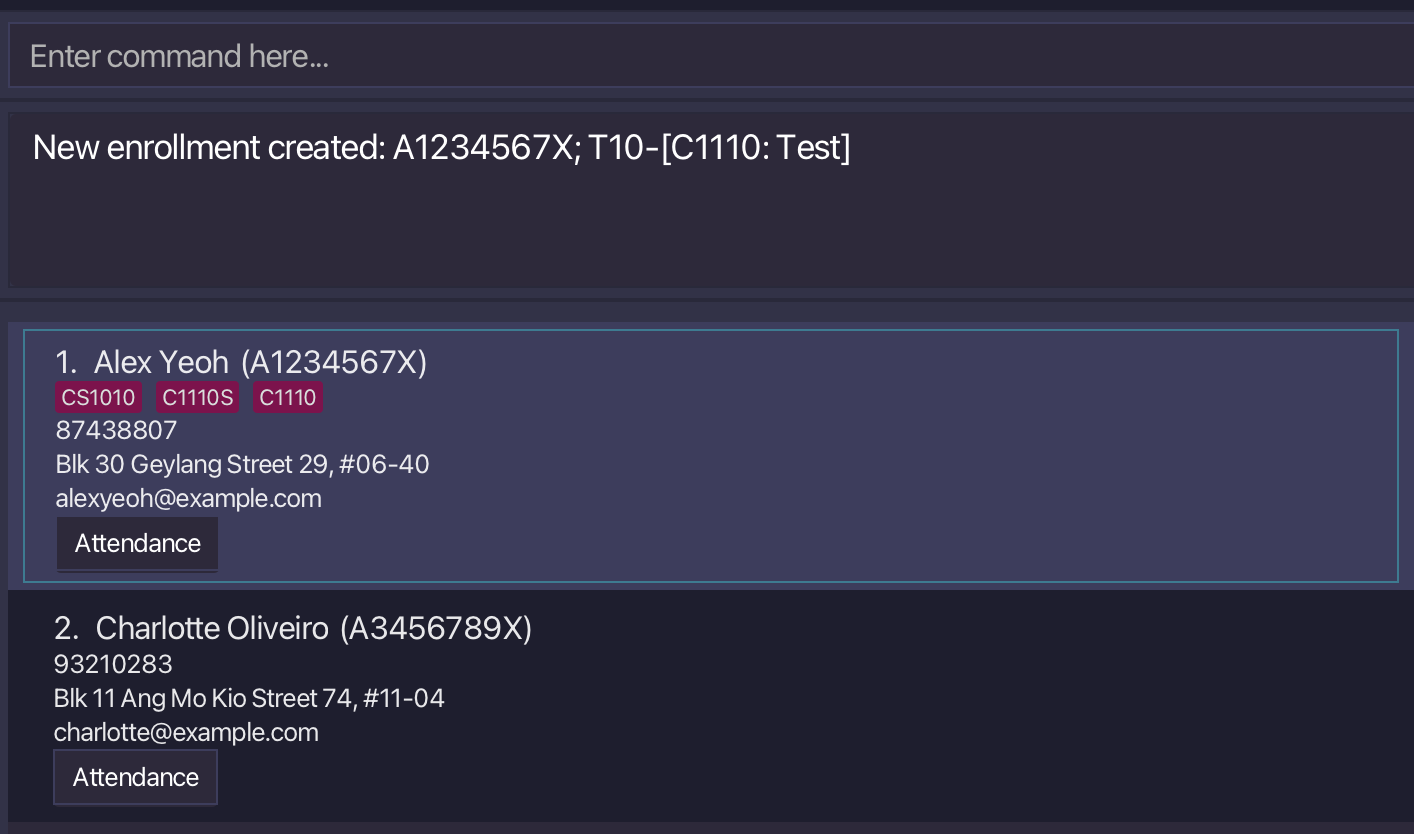 Enter command here...
New enrollment created: A1234567X; T10-[C1110: Test]
1. Alex Yeoh (A1234567X)
CS1010 C1110S C1110
87438807
Blk 30 Geylang Street 29, #06-40
alexyeoh@example.com
Attendance
2. Charlotte Oliveiro (A3456789X)
93210283
Blk 11 Ang Mo Kio Street 74, #11-04
charlotte@example.com
Attendance